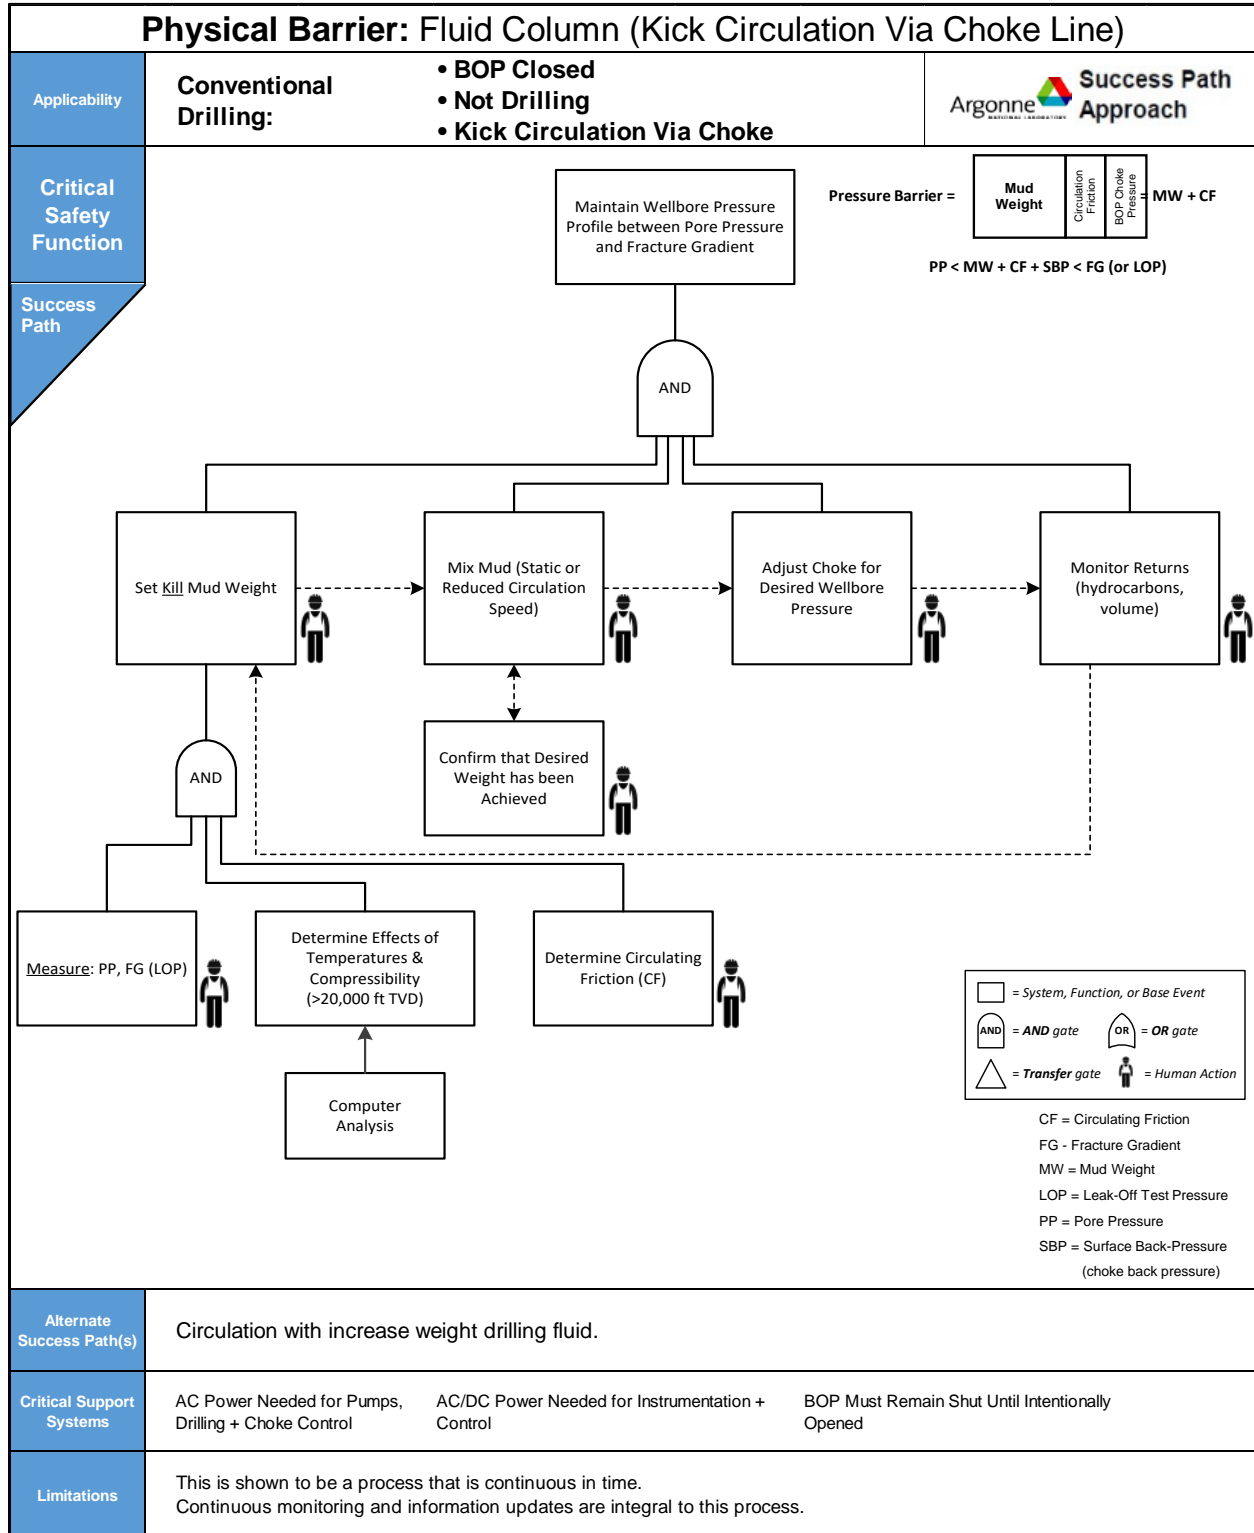 Physical Barrier: Fluid Column (Kick Circulation Via Choke Line)
Applicability
Conventional
Drilling:
• BOP Closed
• Not Drilling
• Kick Circulation Via Choke
Argonne
NATIONAL LABORATORY
Success Path
Approach
Critical
Safety
Function
Success
Path
Maintain Wellbore Pressure
Profile between Pore Pressure
and Fracture Gradient
Pressure Barrier =
Mud
Weight
Circulation
Friction
BOP Choke
Pressure
= MW + CF
PP < MW + CF + SBP < FG (or LOP)
AND
Set Kill Mud Weight
Mix Mud (Static or
Reduced Circulation
Speed)
Adjust Choke for
Desired Wellbore
Pressure
Monitor Returns
(hydrocarbons,
volume)
Confirm that Desired
Weight has been
Achieved
AND
Measure: PP, FG (LOP)
Determine Effects of
Temperatures &
Compressibility
(>20,000 ft TVD)
Determine Circulating
Friction (CF)
Computer
Analysis
= System, Function, or Base Event
AND
= AND gate
OR
= OR gate
= Transfer gate
= Human Action
CF = Circulating Friction
FG - Fracture Gradient
MW = Mud Weight
LOP = Leak-Off Test Pressure
PP = Pore Pressure
SBP = Surface Back-Pressure
(choke back pressure)
Alternate
Success Path(s)
Circulation with increase weight drilling fluid.
Critical Support
Systems
AC Power Needed for Pumps,
Drilling + Choke Control
AC/DC Power Needed for Instrumentation +
Control
BOP Must Remain Shut Until Intentionally
Opened
Limitations
This is shown to be a process that is continuous in time.
Continuous monitoring and information updates are integral to this process.